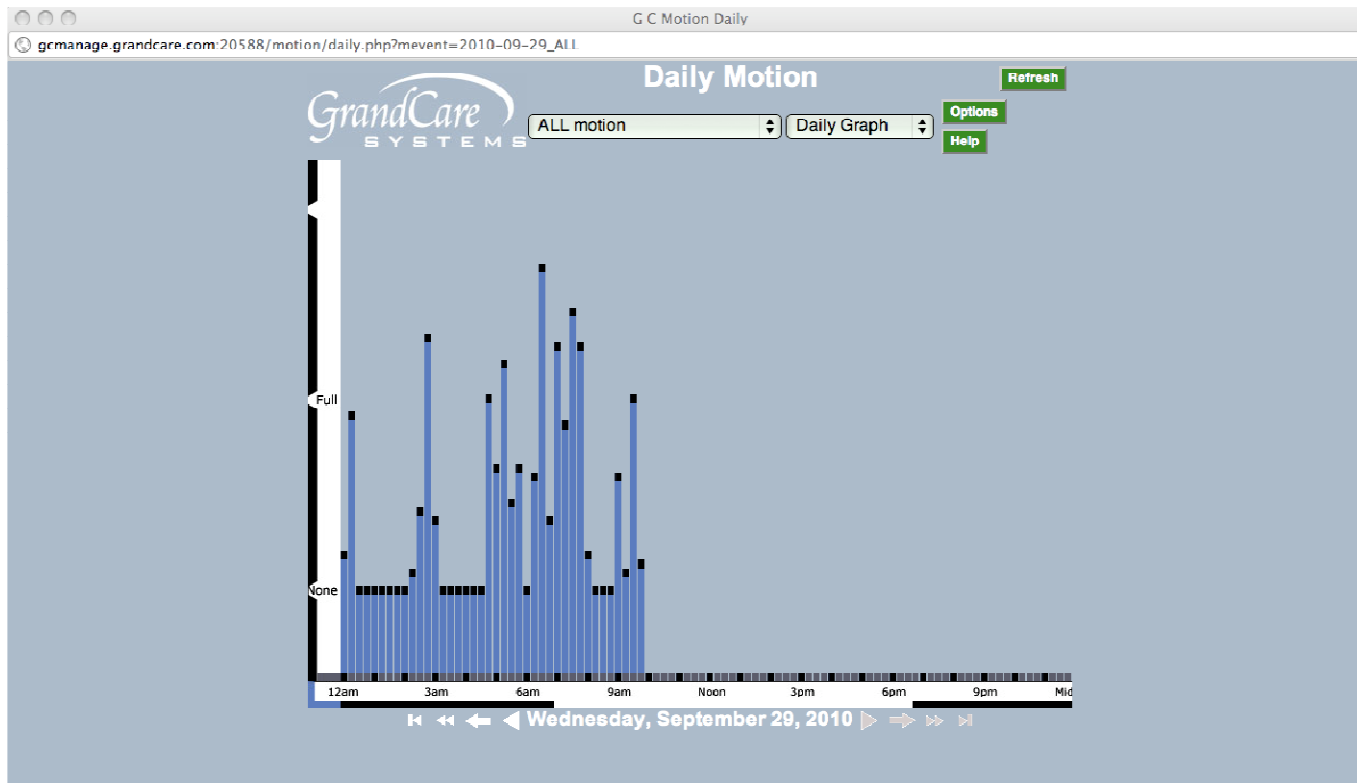 G C Motion Daily
gcmanage.grandcare.com:20588/motion/daily.php?mevent=2010-09-29_ALL
Daily Motion
Refresh
GrandCare
SYSTEMS
ALL motion
Daily Graph
Options
Help
Full
None
12am 3am 6am 9am Noon 3pm 6pm 9pm Mid
Wednesday, September 29, 2010